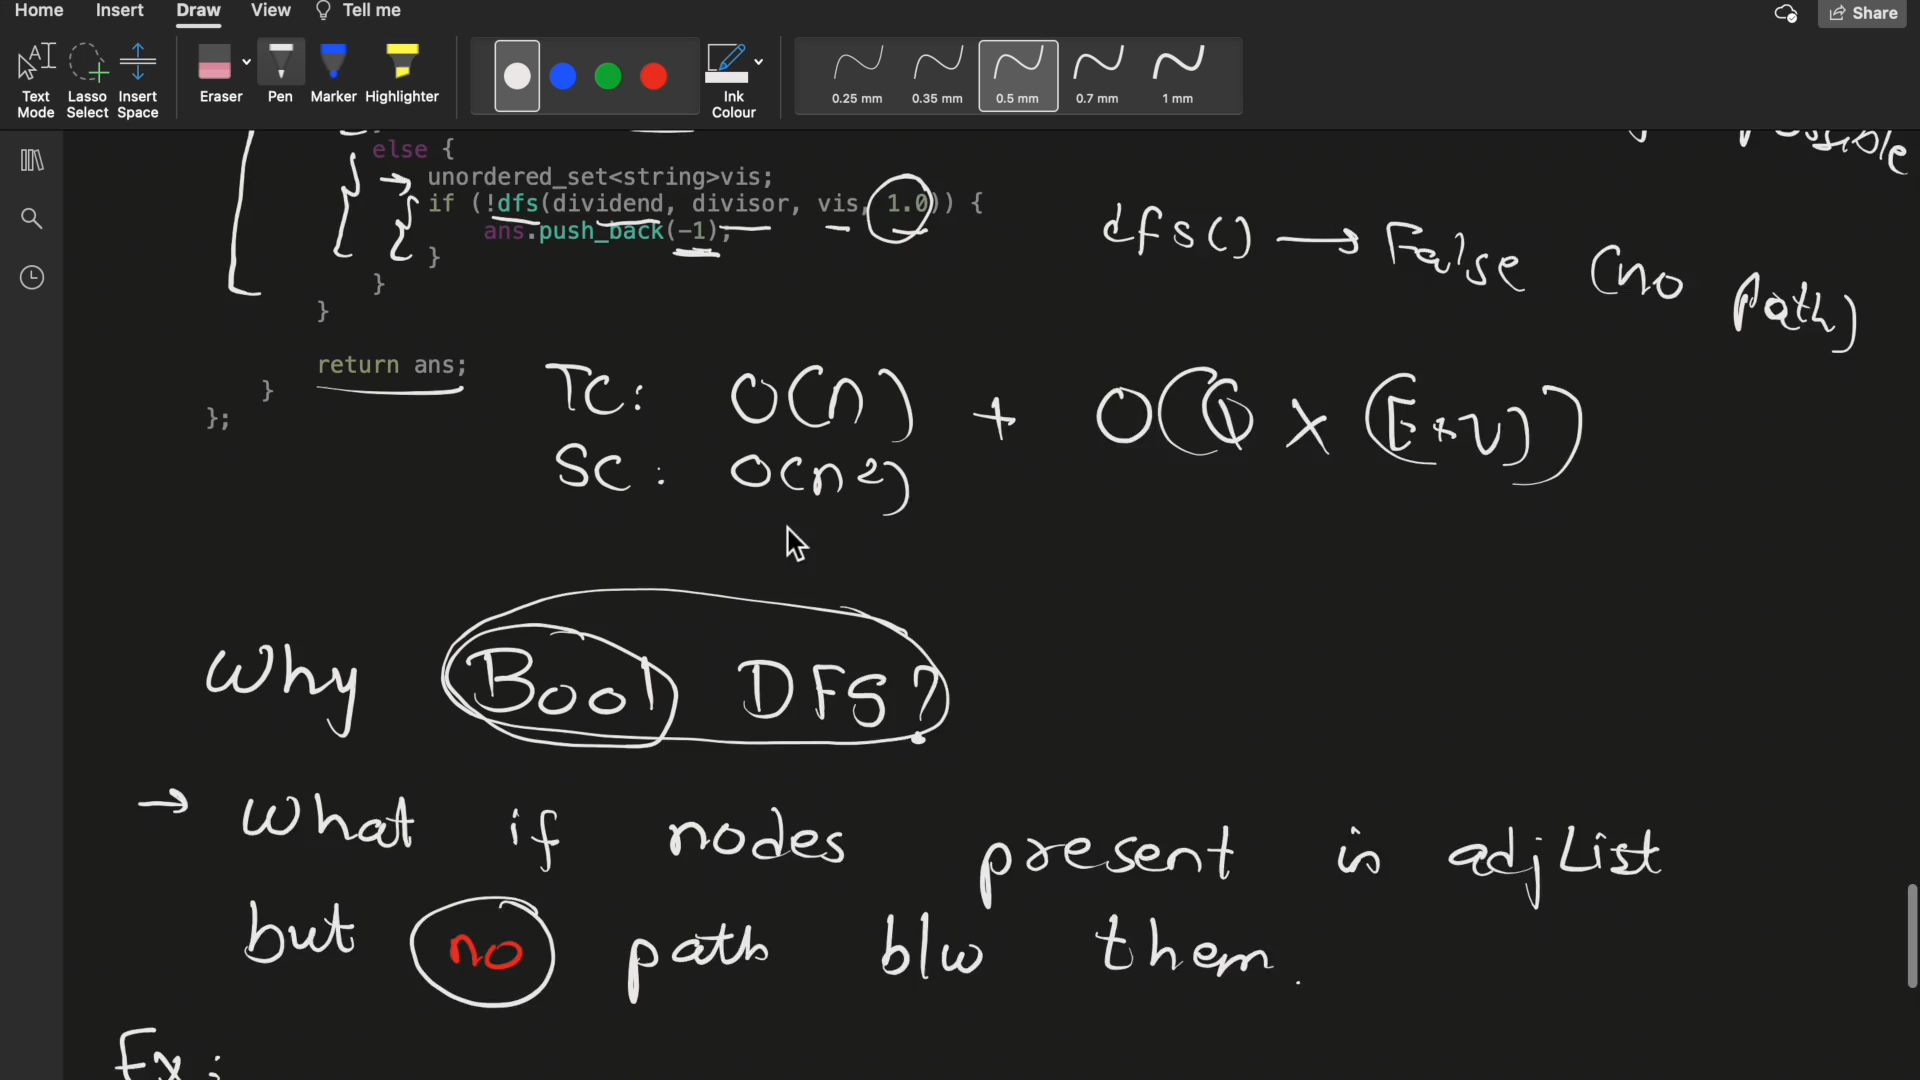 Home Insert Draw View Tell me Share
Text Mode Lasso Select Insert Space Eraser Pen Marker Highlighter Ink Colour 0.25 mm 0.35 mm 0.5 mm 0.7 mm 1 mm
possible
else {
unordered_set<string>vis;
if (!dfs(dividend, divisor, vis, 1.0)) {
ans.push_back(-1);
}
}
}
dfs() → False (no path)
return ans;
}
};
TC: O(n) + O(Q × (E+V))
SC: O(n2)
Why Bool DFS?
→ What if nodes present in adjList
but no path b/w them.
Ex: